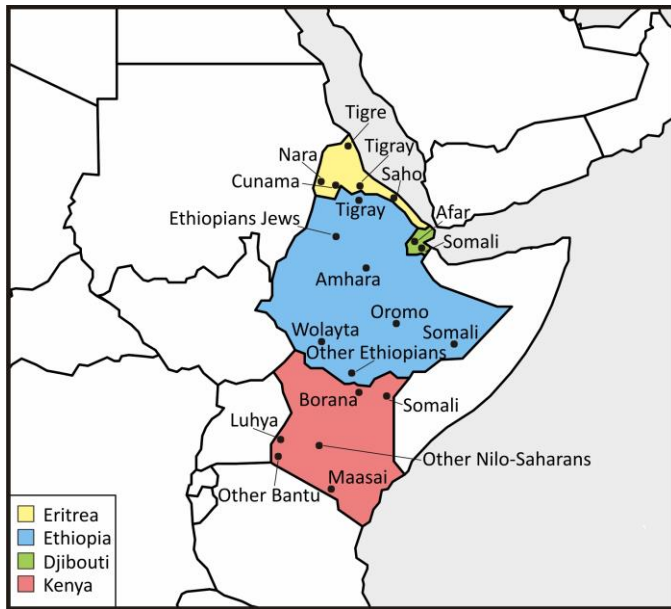 Tigre
Tigray
Nara
Saho
Cunama
Tigray
Afar
Ethiopians Jews
Somali
Amhara
Oromo
Wolayta
Somali
Other Ethiopians
Borana
Somali
Luhya
Other Nilo-Saharans
Maasai
Other Bantu
Eritrea
Ethiopia
Djibouti
Kenya